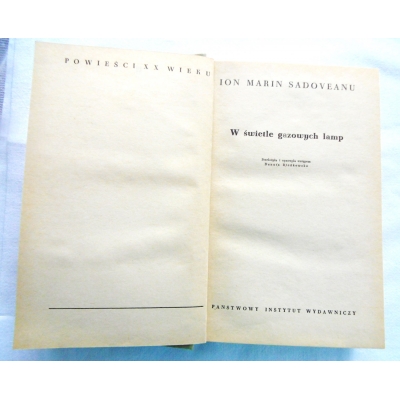 POWIEŚCI XX WIEKU
ION MARIN SADOVEANU
W świetle gazowych lamp
PAŃSTWOWY INSTYTUT WYDAWNICZY